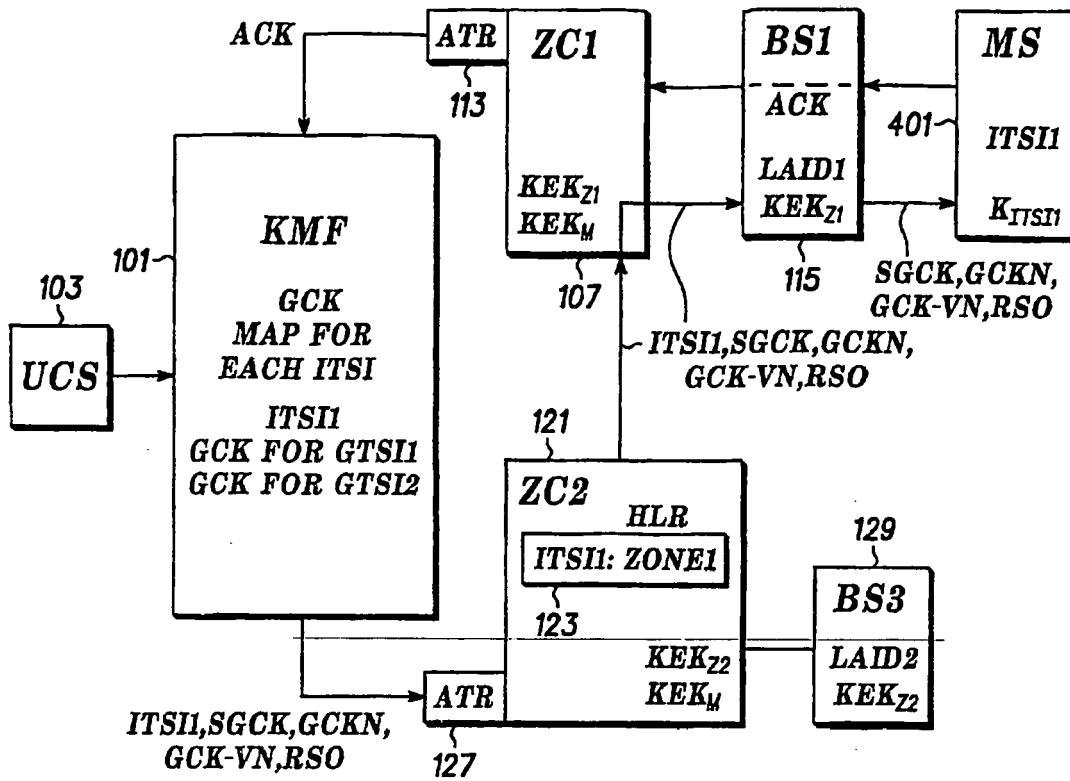 ACK
ATR
113
ZC1
KEKZ1
KEKM
107
BS1
ACK
LAID1
KEKZ1
115
MS
401
ITSI1
KITSI1
SGCK,GCKN,
GCK-VN,RSO
ITSI1,SGCK,GCKN,
GCK-VN,RSO
101
KMF
GCK
MAP FOR
EACH ITSI
ITSI1
GCK FOR GTSI1
GCK FOR GTSI2
103
UCS
121
ZC2
HLR
ITSI1: ZONE1
123
KEKZ2
KEKM
129
BS3
LAID2
KEKZ2
ATR
127
ITSI1,SGCK,GCKN,
GCK-VN,RSO